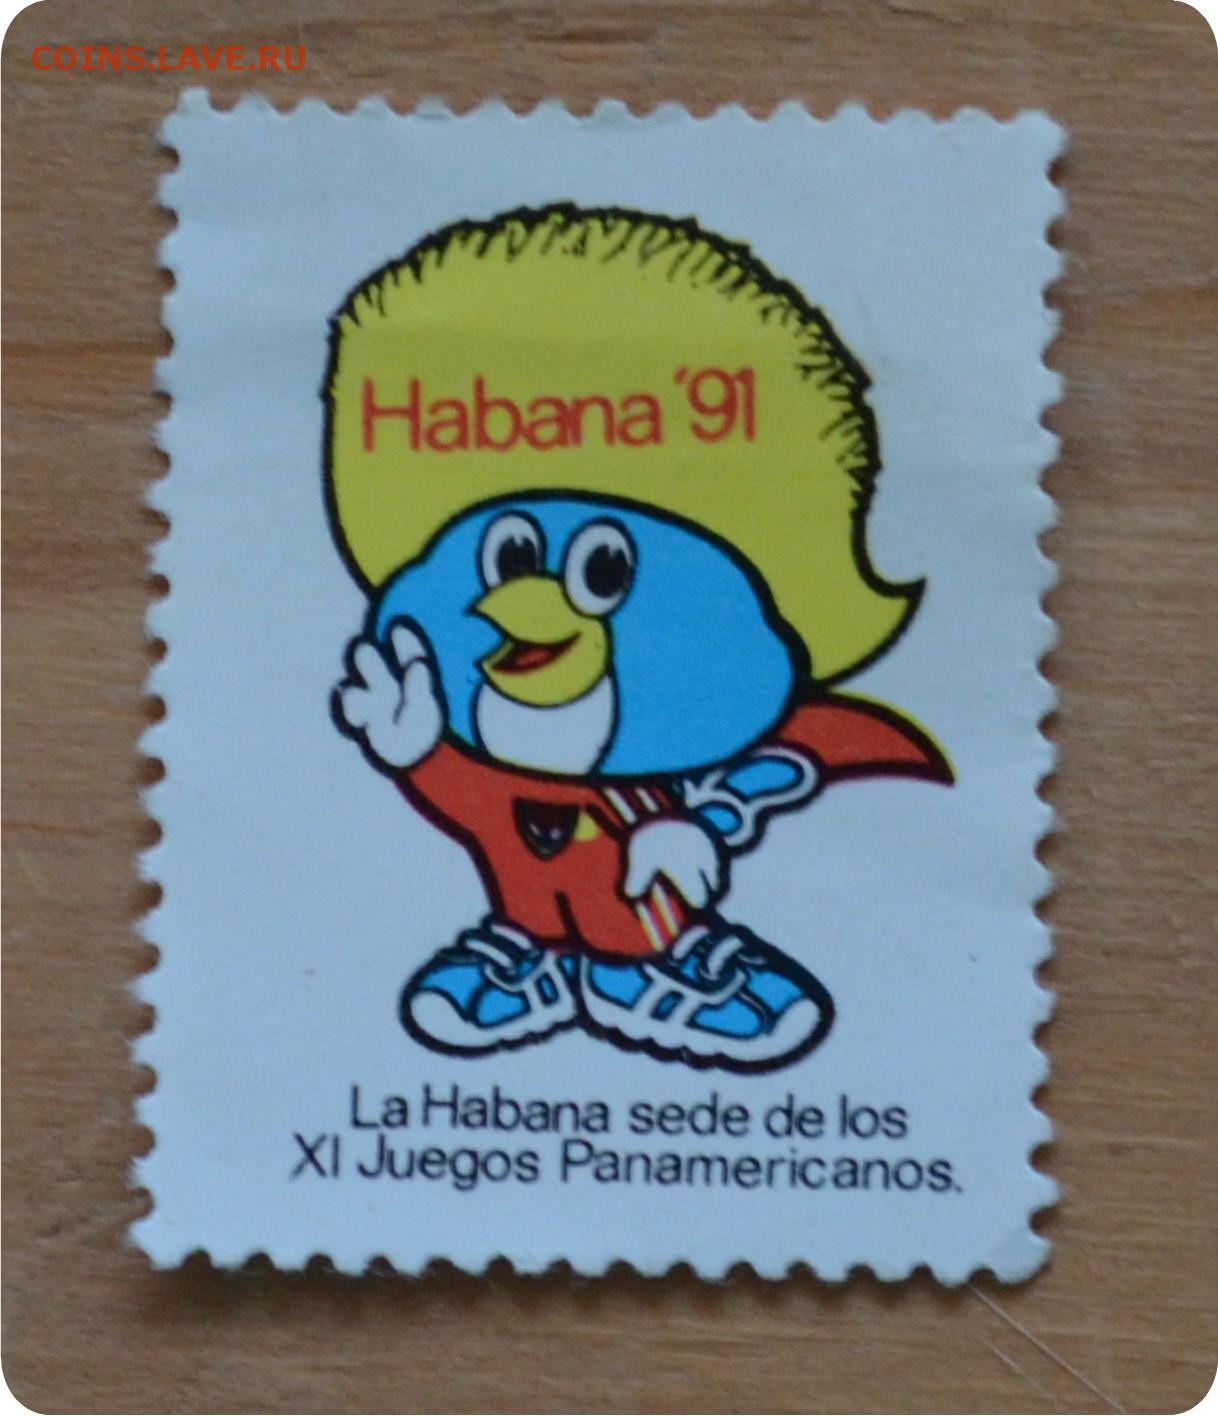 COINS.LAVE.RU
Habana '91
La Habana sede de los
XI Juegos Panamericanos.